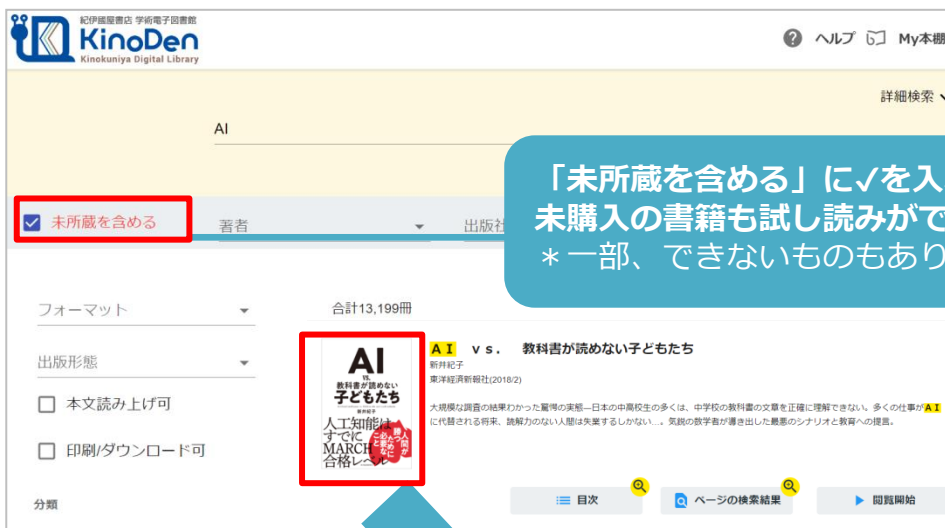 紀伊國屋書店 学術電子図書館
KinoDen
Kinokuniya Digital Library
ヘルプ My本棚
詳細検索
AI
「未所蔵を含める」に✓を入
未購入の書籍も試し読みがで
＊一部、できないものもあり
未所蔵を含める 著者 出版社
フォーマット
合計13,199冊
出版形態
本文読み上げ可
印刷/ダウンロード可
分類
AI
vs.
教科書が読めない
子どもたち
新井紀子
人工知能は
すでに
MARCH
合格レベル
人間が
勝つために
必要な
こと
ＡＩ ｖｓ． 教科書が読めない子どもたち
新井紀子
東洋経済新報社(2018/2)
大規模な調査の結果わかった驚愕の実態―日本の中高校生の多くは、中学校の教科書の文章を正確に理解できない。多くの仕事がＡＩ
に代替される将来、読解力のない人間は失業するしかない…。気鋭の数学者が導き出した最悪のシナリオと教育への提言。
目次 ページの検索結果 閲覧開始